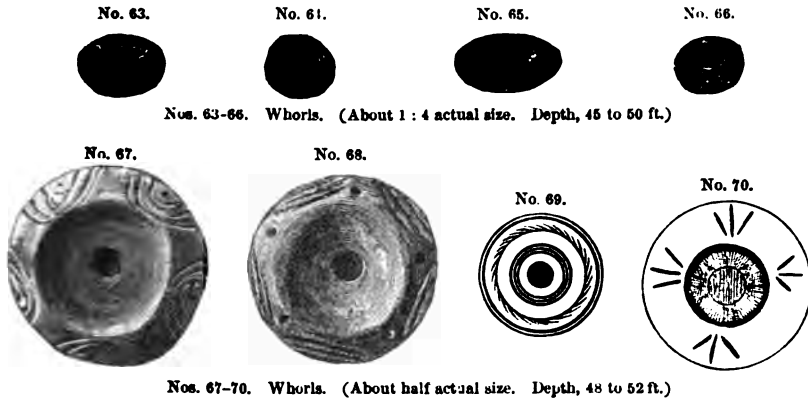 No. 63. No. 64. No. 65. No. 66.
Nos. 63-66. Whorls. (About 1 : 4 actual size. Depth, 45 to 50 ft.)
No. 67. No. 68. No. 69. No. 70.
Nos. 67-70. Whorls. (About half actual size. Depth, 48 to 52 ft.)